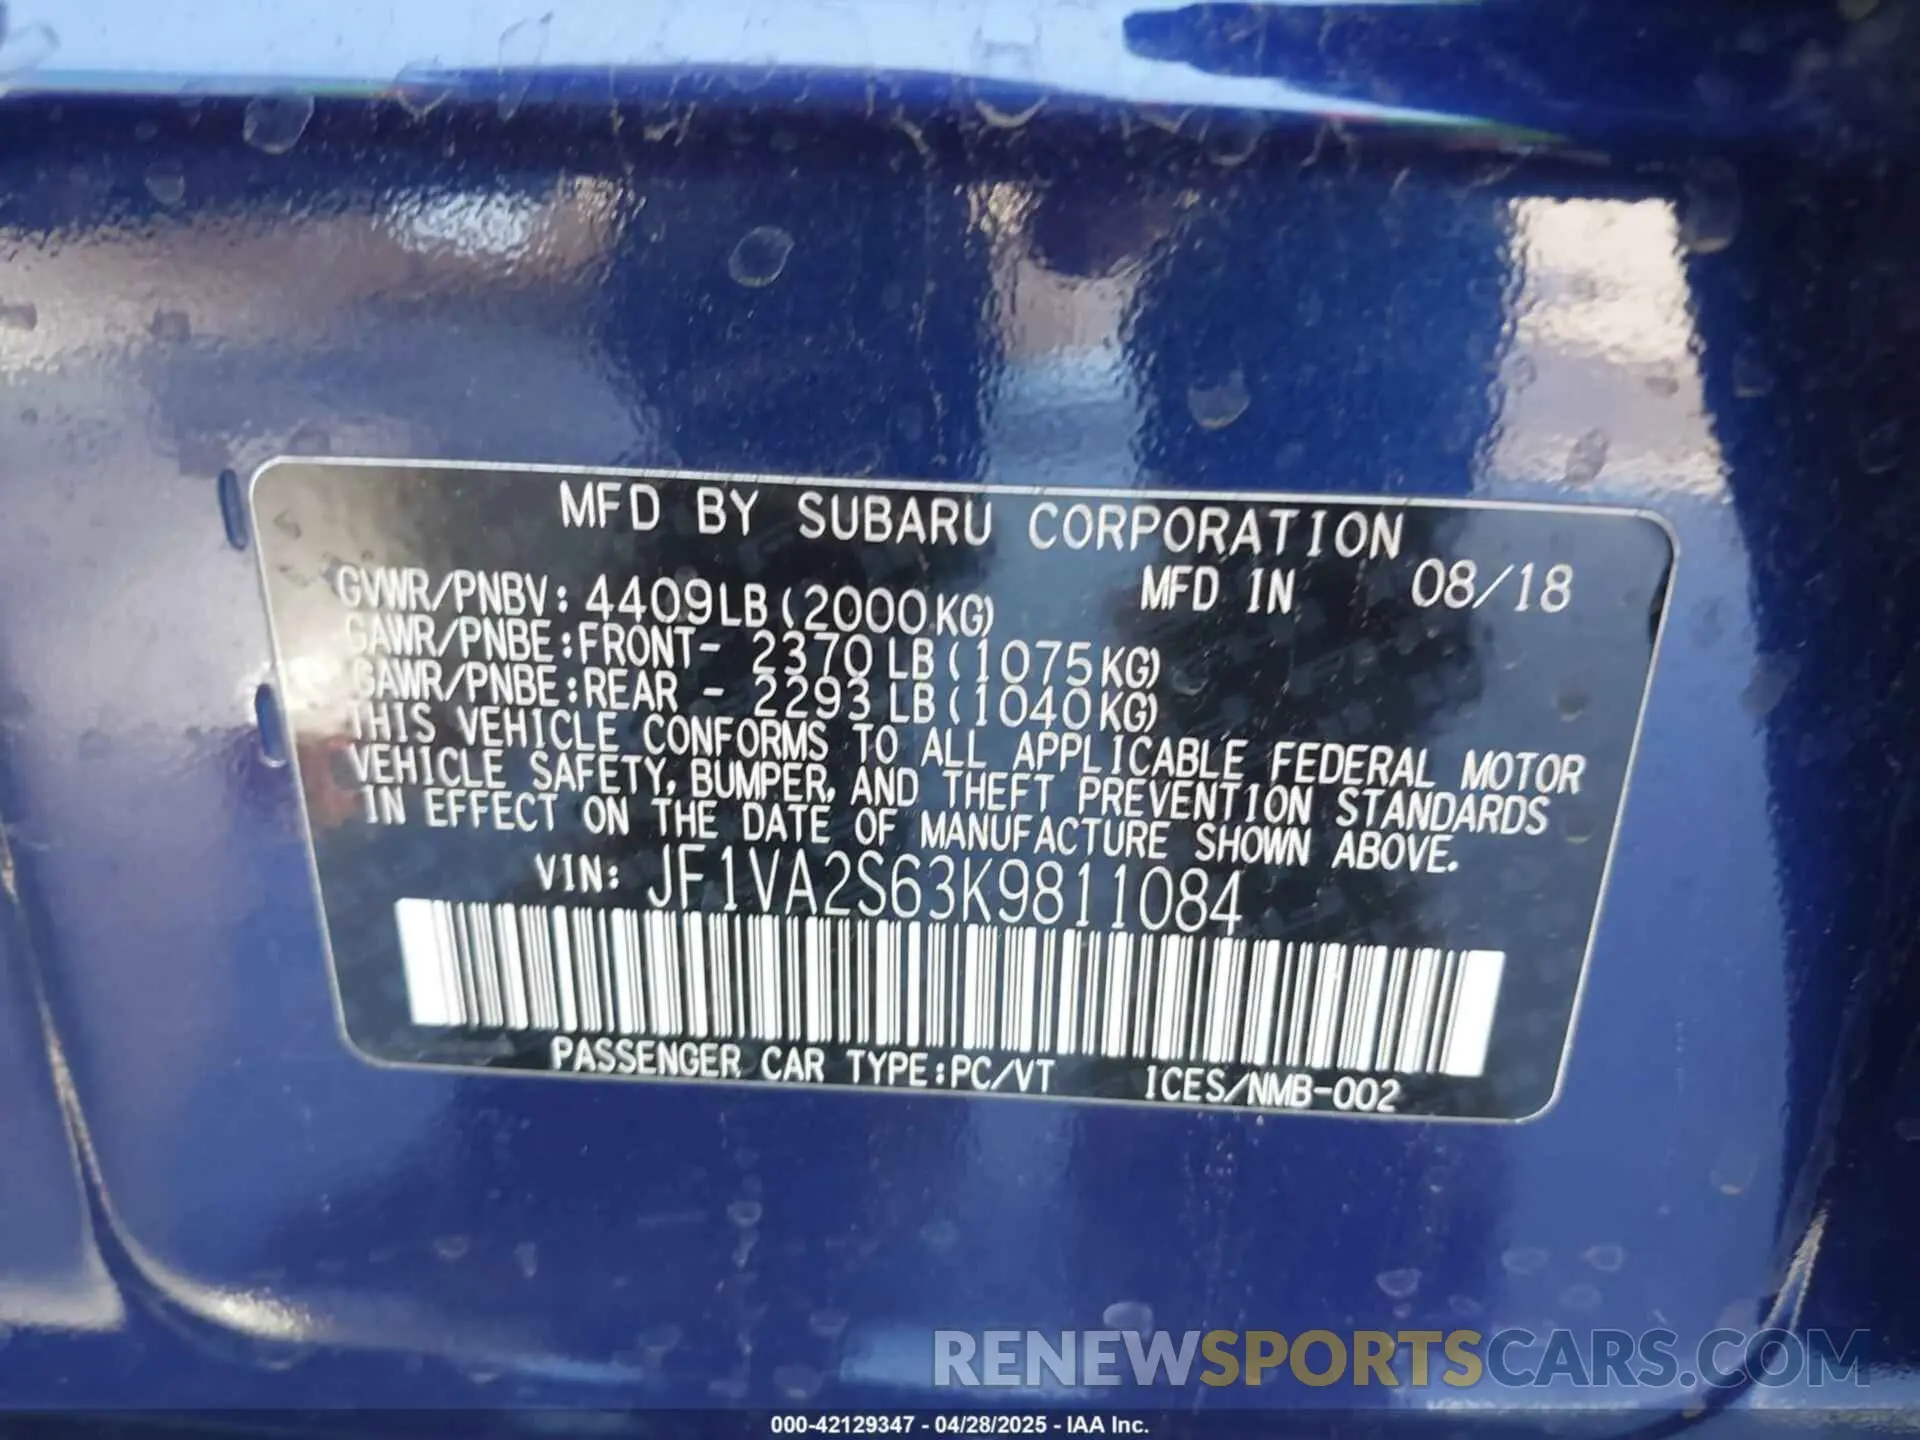 MFD BY SUBARU CORPORATION
GVWR/PNBV: 4409LB(2000KG) MFD IN 08/18
GAWR/PNBE:FRONT- 2370LB(1075KG)
GAWR/PNBE:REAR - 2293LB(1040KG)
THIS VEHICLE CONFORMS TO ALL APPLICABLE FEDERAL MOTOR
VEHICLE SAFETY, BUMPER, AND THEFT PREVENTION STANDARDS
IN EFFECT ON THE DATE OF MANUFACTURE SHOWN ABOVE.
VIN: JF1VA2S63K9811084
PASSENGER CAR TYPE:PC/VT ICES/NMB-002
RENEWSPORTSCARS.COM
000-42129347 - 04/28/2025 - IAA Inc.